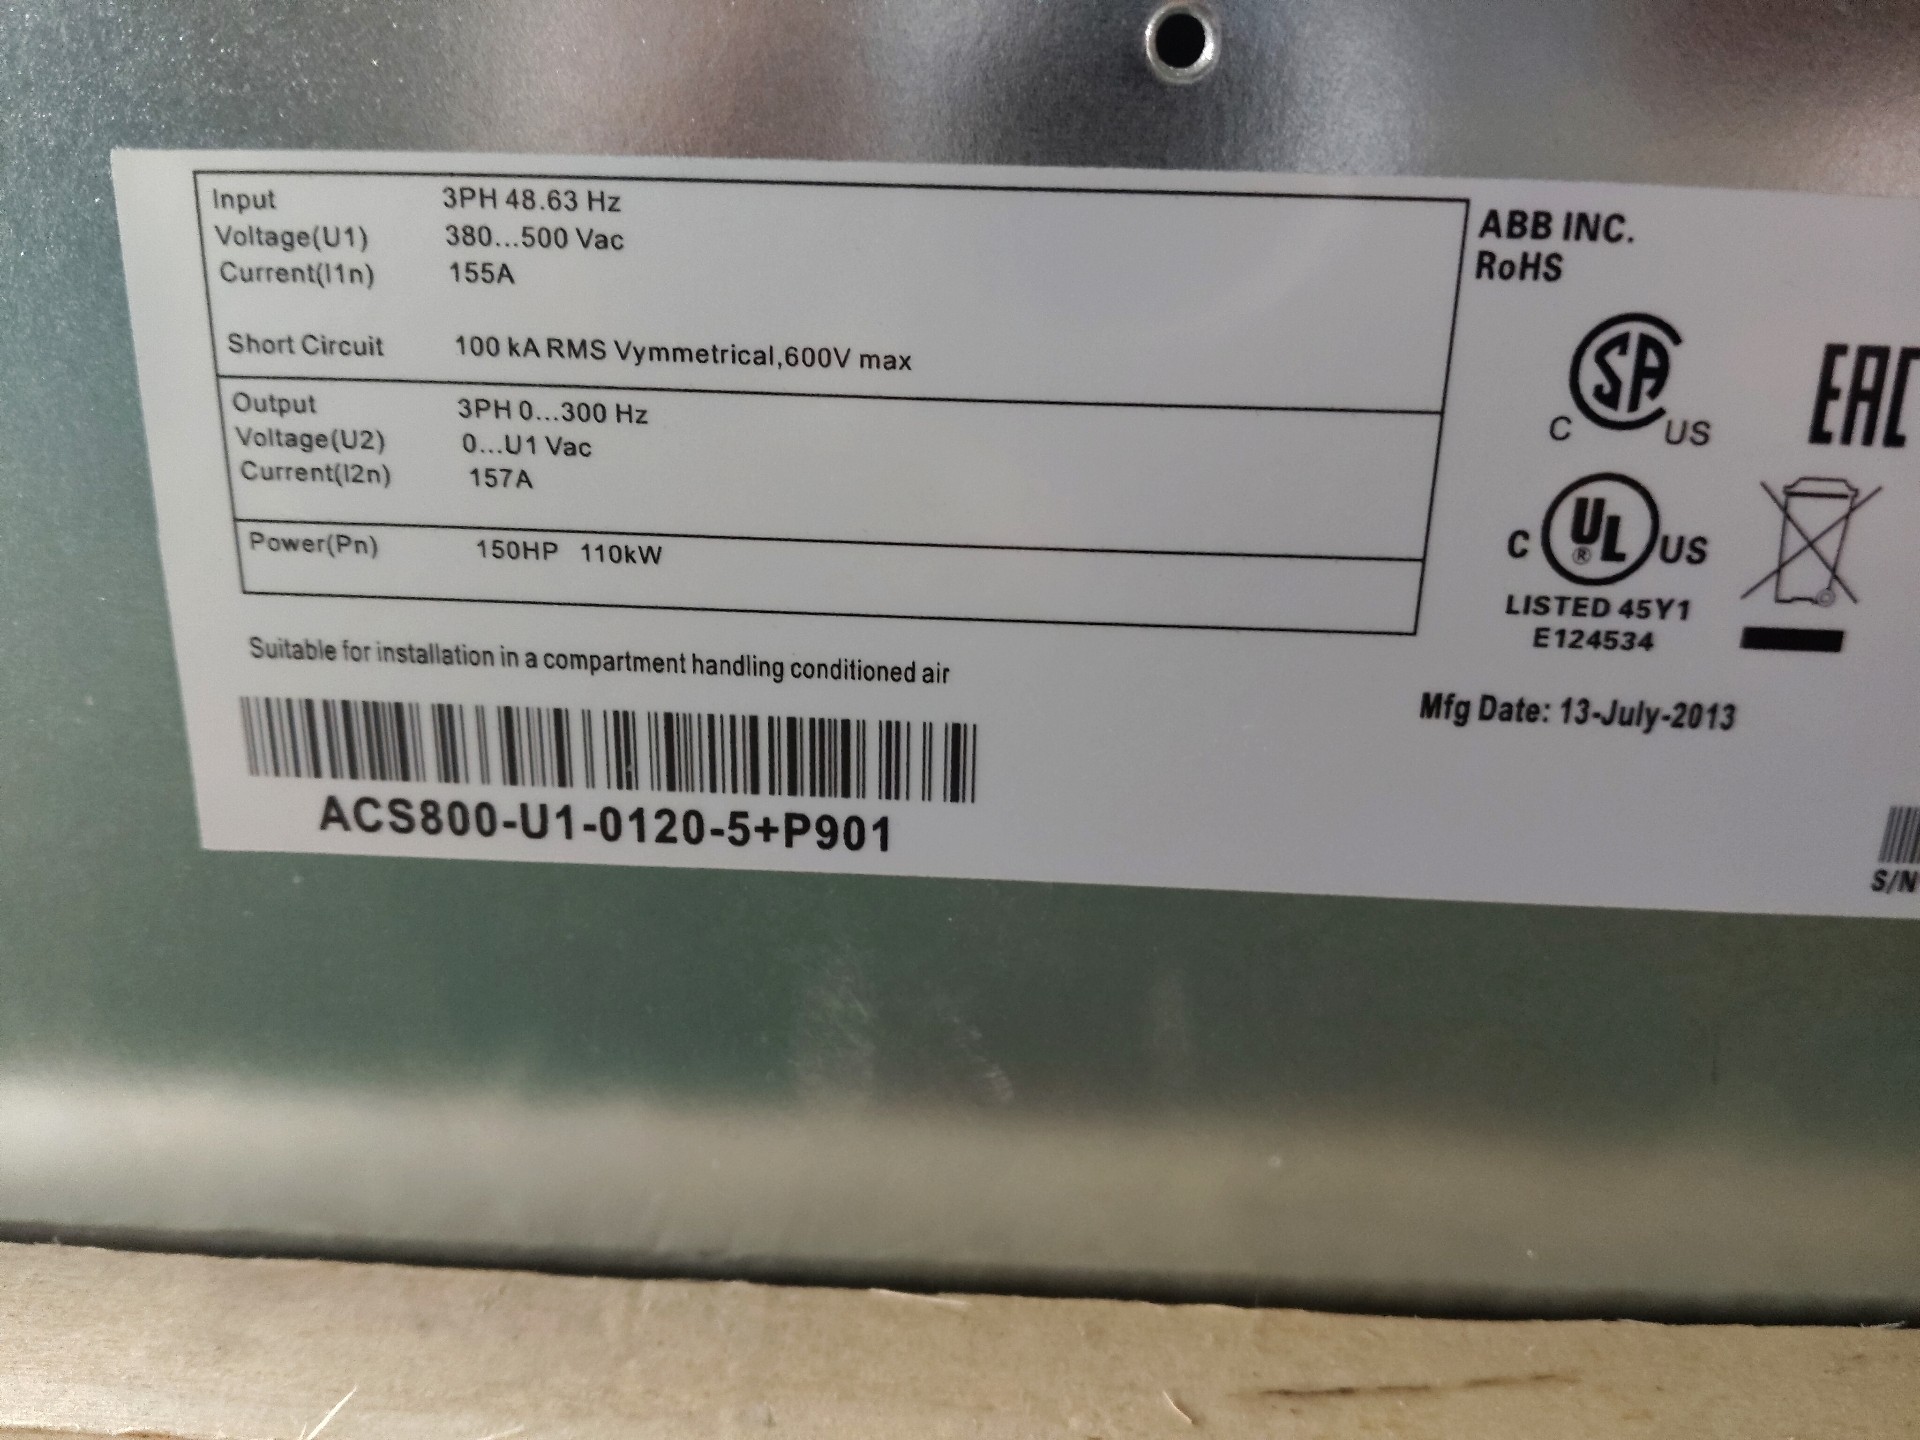 Input 3PH 48.63 Hz
Voltage(U1) 380...500 Vac
Current(I1n) 155A
Short Circuit 100 kA RMS Vymmetrical,600V max
Output 3PH 0...300 Hz
Voltage(U2) 0...U1 Vac
Current(I2n) 157A
Power(Pn) 150HP 110kW
Suitable for installation in a compartment handling conditioned air
ACS800-U1-0120-5+P901
ABB INC.
RoHS
C SA US
EAC
C UL ® US
LISTED 45Y1
E124534
Mfg Date: 13-July-2013
S/N